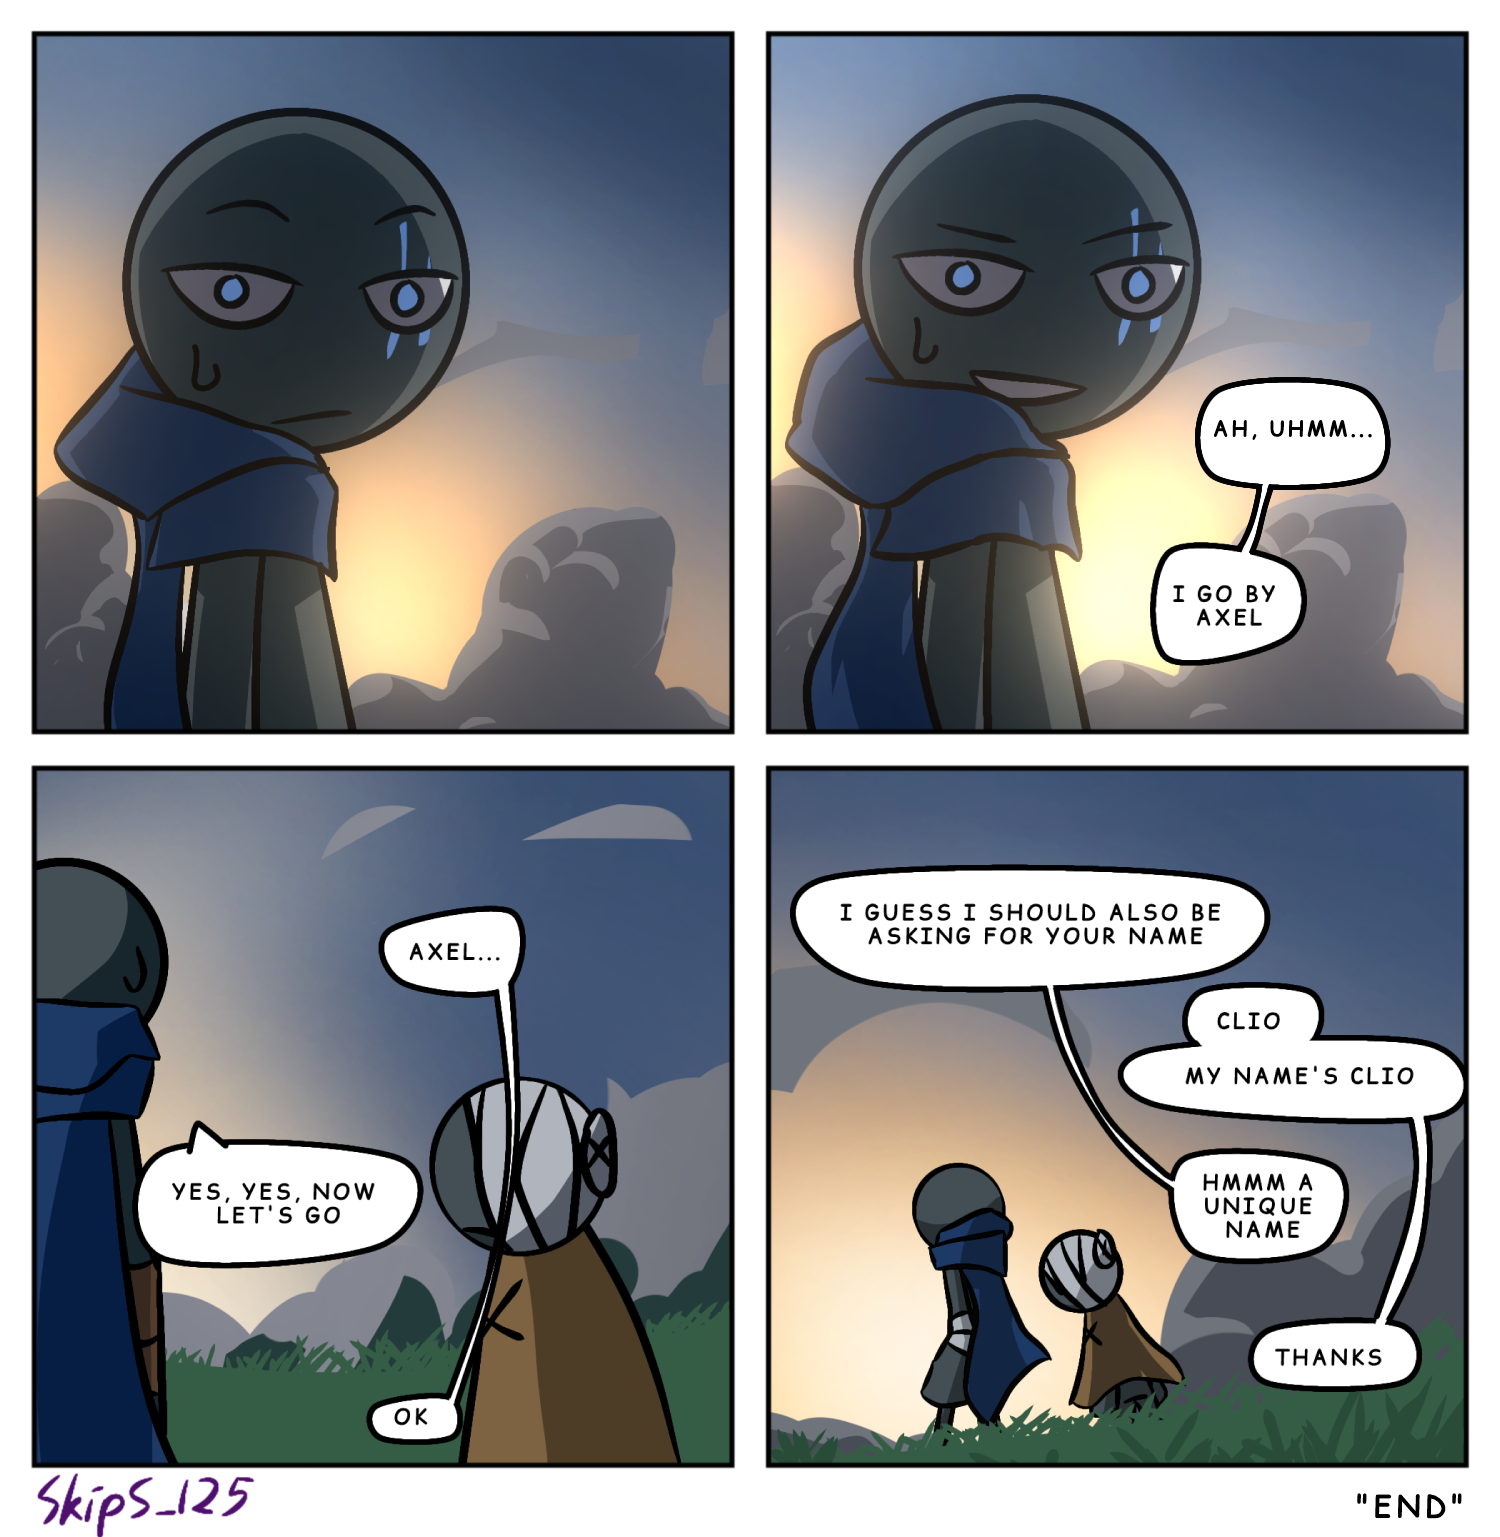 AH, UHMM...
I GO BY
AXEL
AXEL...
YES, YES, NOW
LET'S GO
OK
I GUESS I SHOULD ALSO BE
ASKING FOR YOUR NAME
CLIO
MY NAME'S CLIO
HMMM A
UNIQUE
NAME
THANKS
SkipS_125
"END"